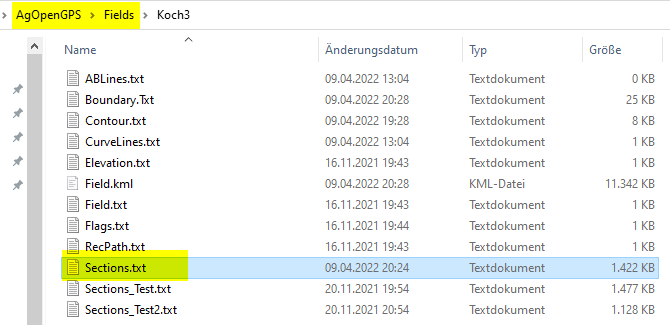 AgOpenGPS > Fields > Koch3
Name Änderungsdatum Typ Größe
ABLines.txt 09.04.2022 13:04 Textdokument 0 KB
Boundary.Txt 09.04.2022 20:28 Textdokument 25 KB
Contour.txt 09.04.2022 19:28 Textdokument 8 KB
CurveLines.txt 09.04.2022 13:04 Textdokument 1 KB
Elevation.txt 16.11.2021 19:43 Textdokument 1 KB
Field.kml 09.04.2022 20:28 KML-Datei 11.342 KB
Field.txt 16.11.2021 19:43 Textdokument 1 KB
Flags.txt 16.11.2021 19:44 Textdokument 1 KB
RecPath.txt 16.11.2021 19:43 Textdokument 1 KB
Sections.txt 09.04.2022 20:24 Textdokument 1.422 KB
Sections_Test.txt 20.11.2021 19:54 Textdokument 1.477 KB
Sections_Test2.txt 20.11.2021 20:54 Textdokument 1.128 KB